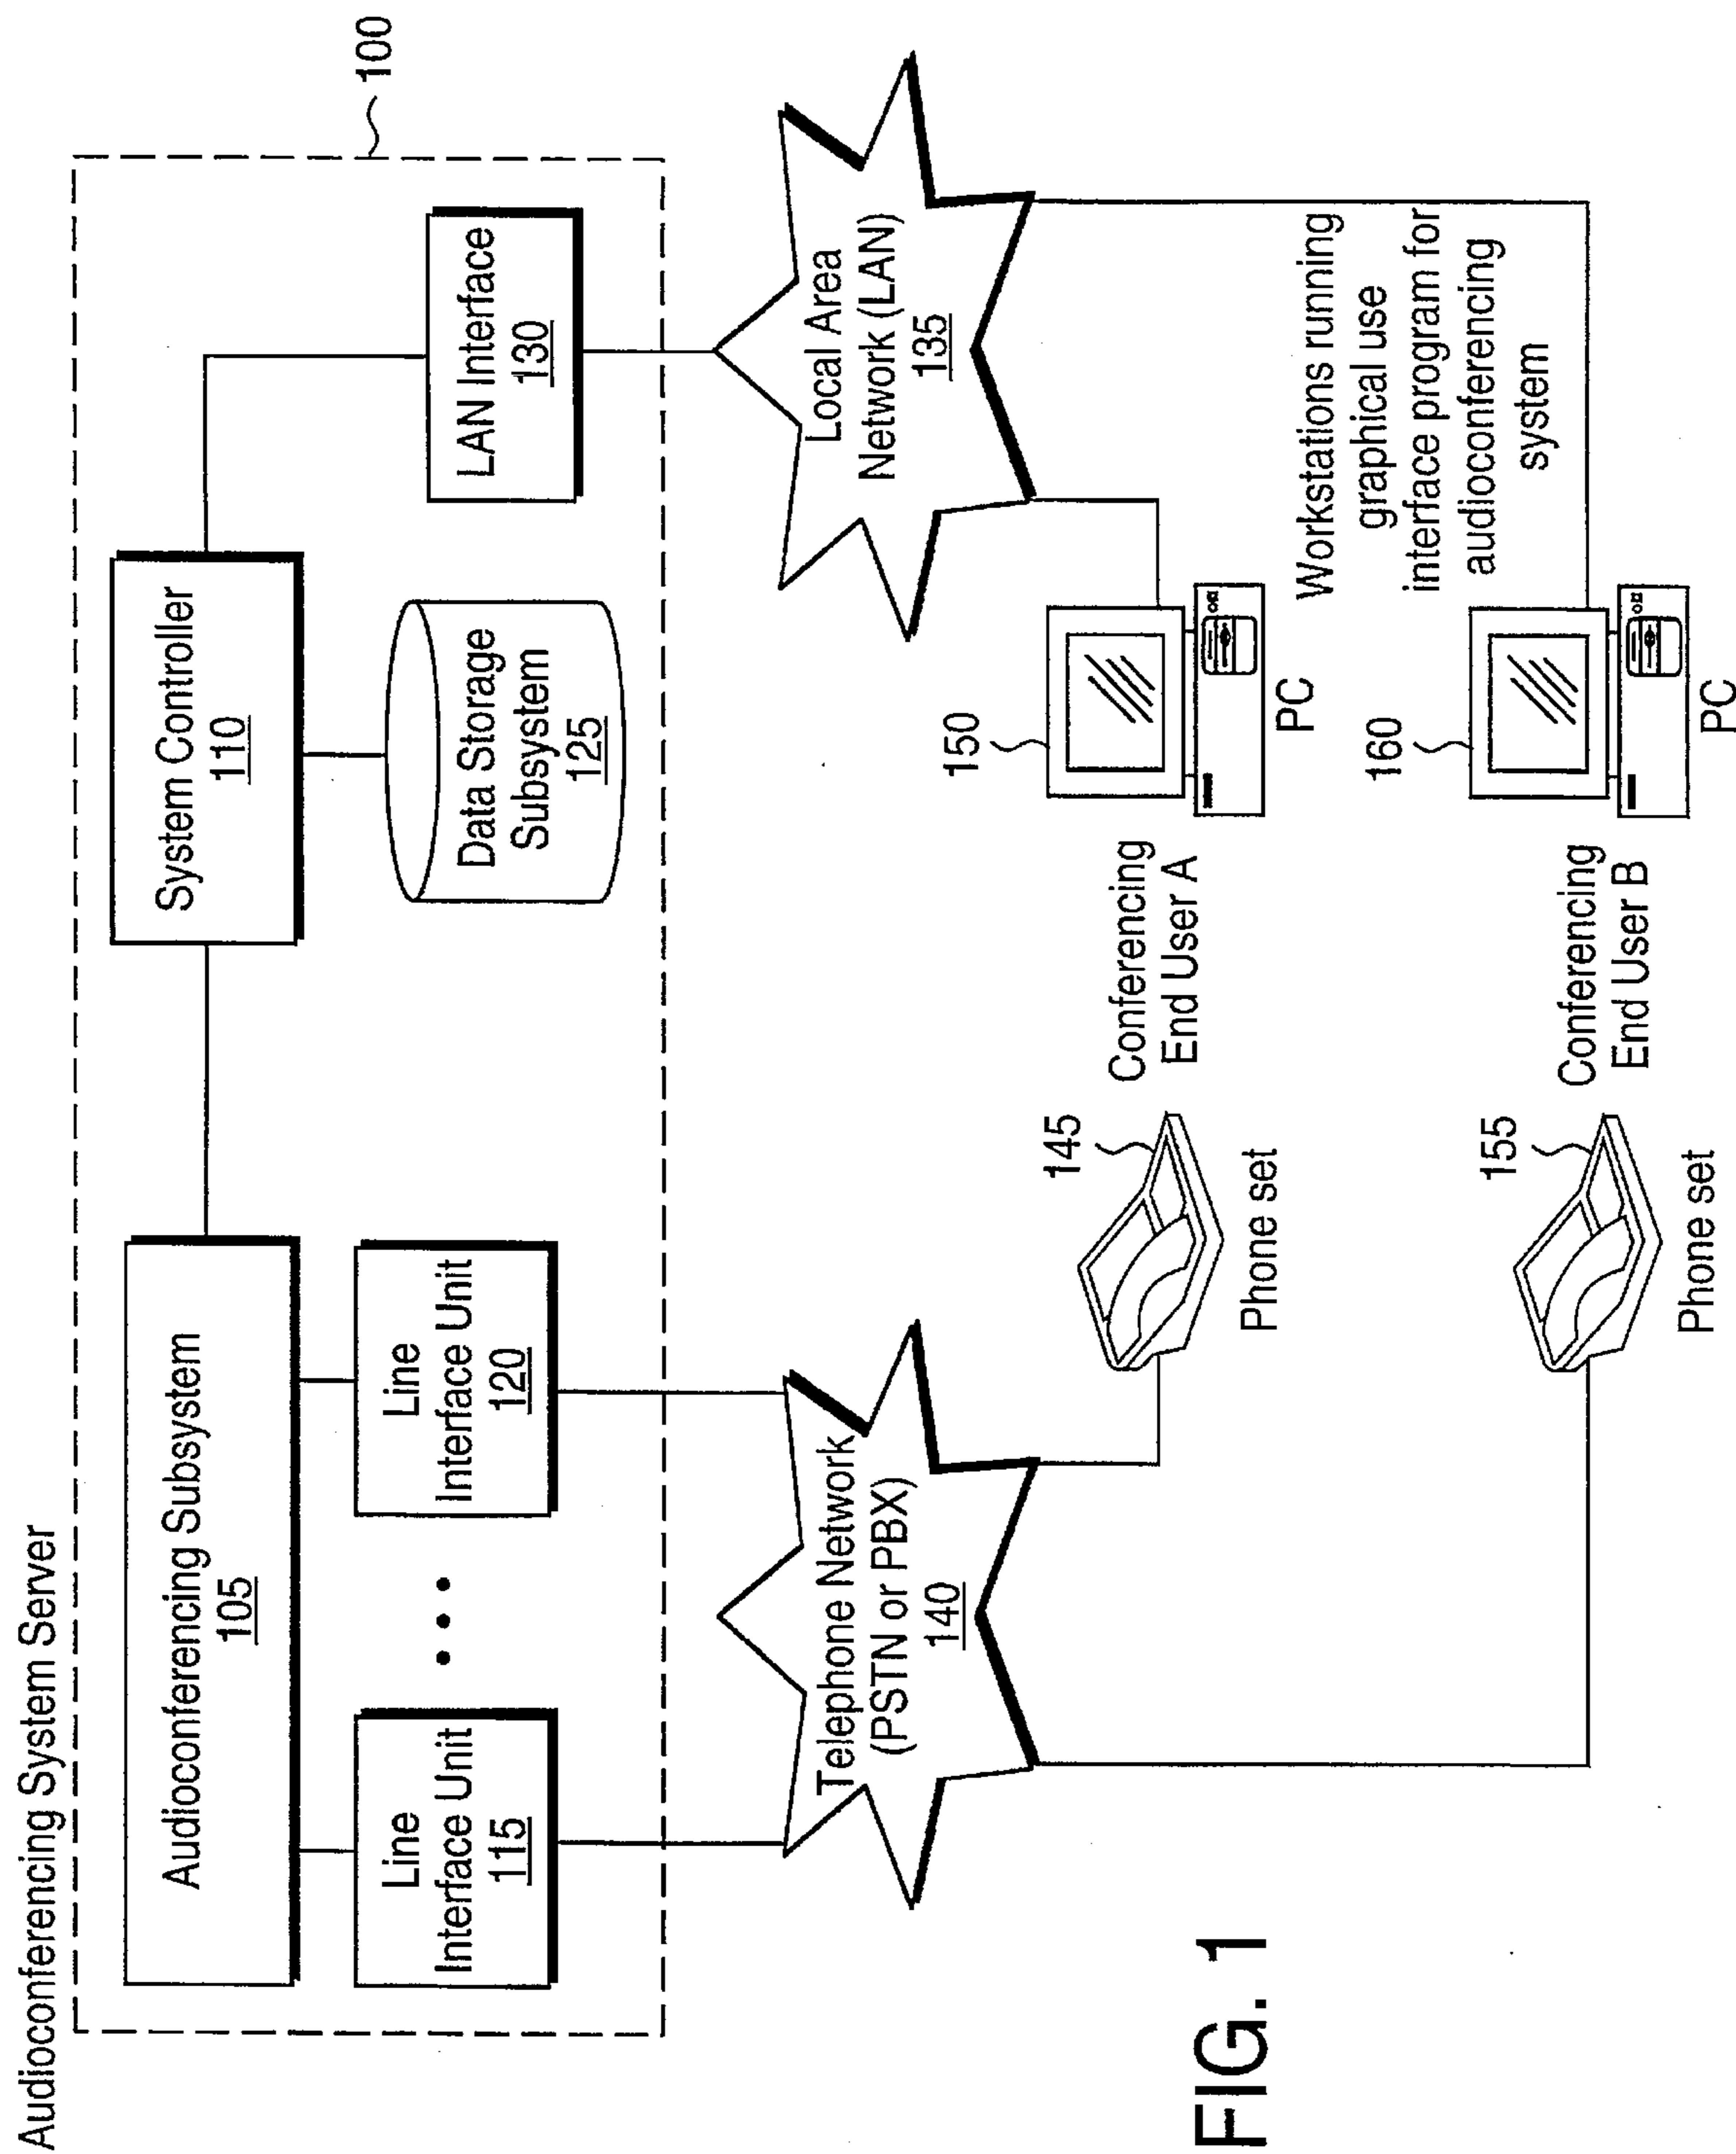 Audioconferencing System Server
100
Audioconferencing Subsystem
105
System Controller
110
Line
Interface Unit
115
• • •
Line
Interface Unit
120
Data Storage
Subsystem
125
LAN Interface
130
Telephone Network
(PSTN or PBX)
140
Local Area
Network (LAN)
135
145
Phone set
Conferencing
End User A
150
PC
Workstations running
graphical use
interface program for
audioconferencing
system
155
Phone set
Conferencing
End User B
160
PC
FIG. 1